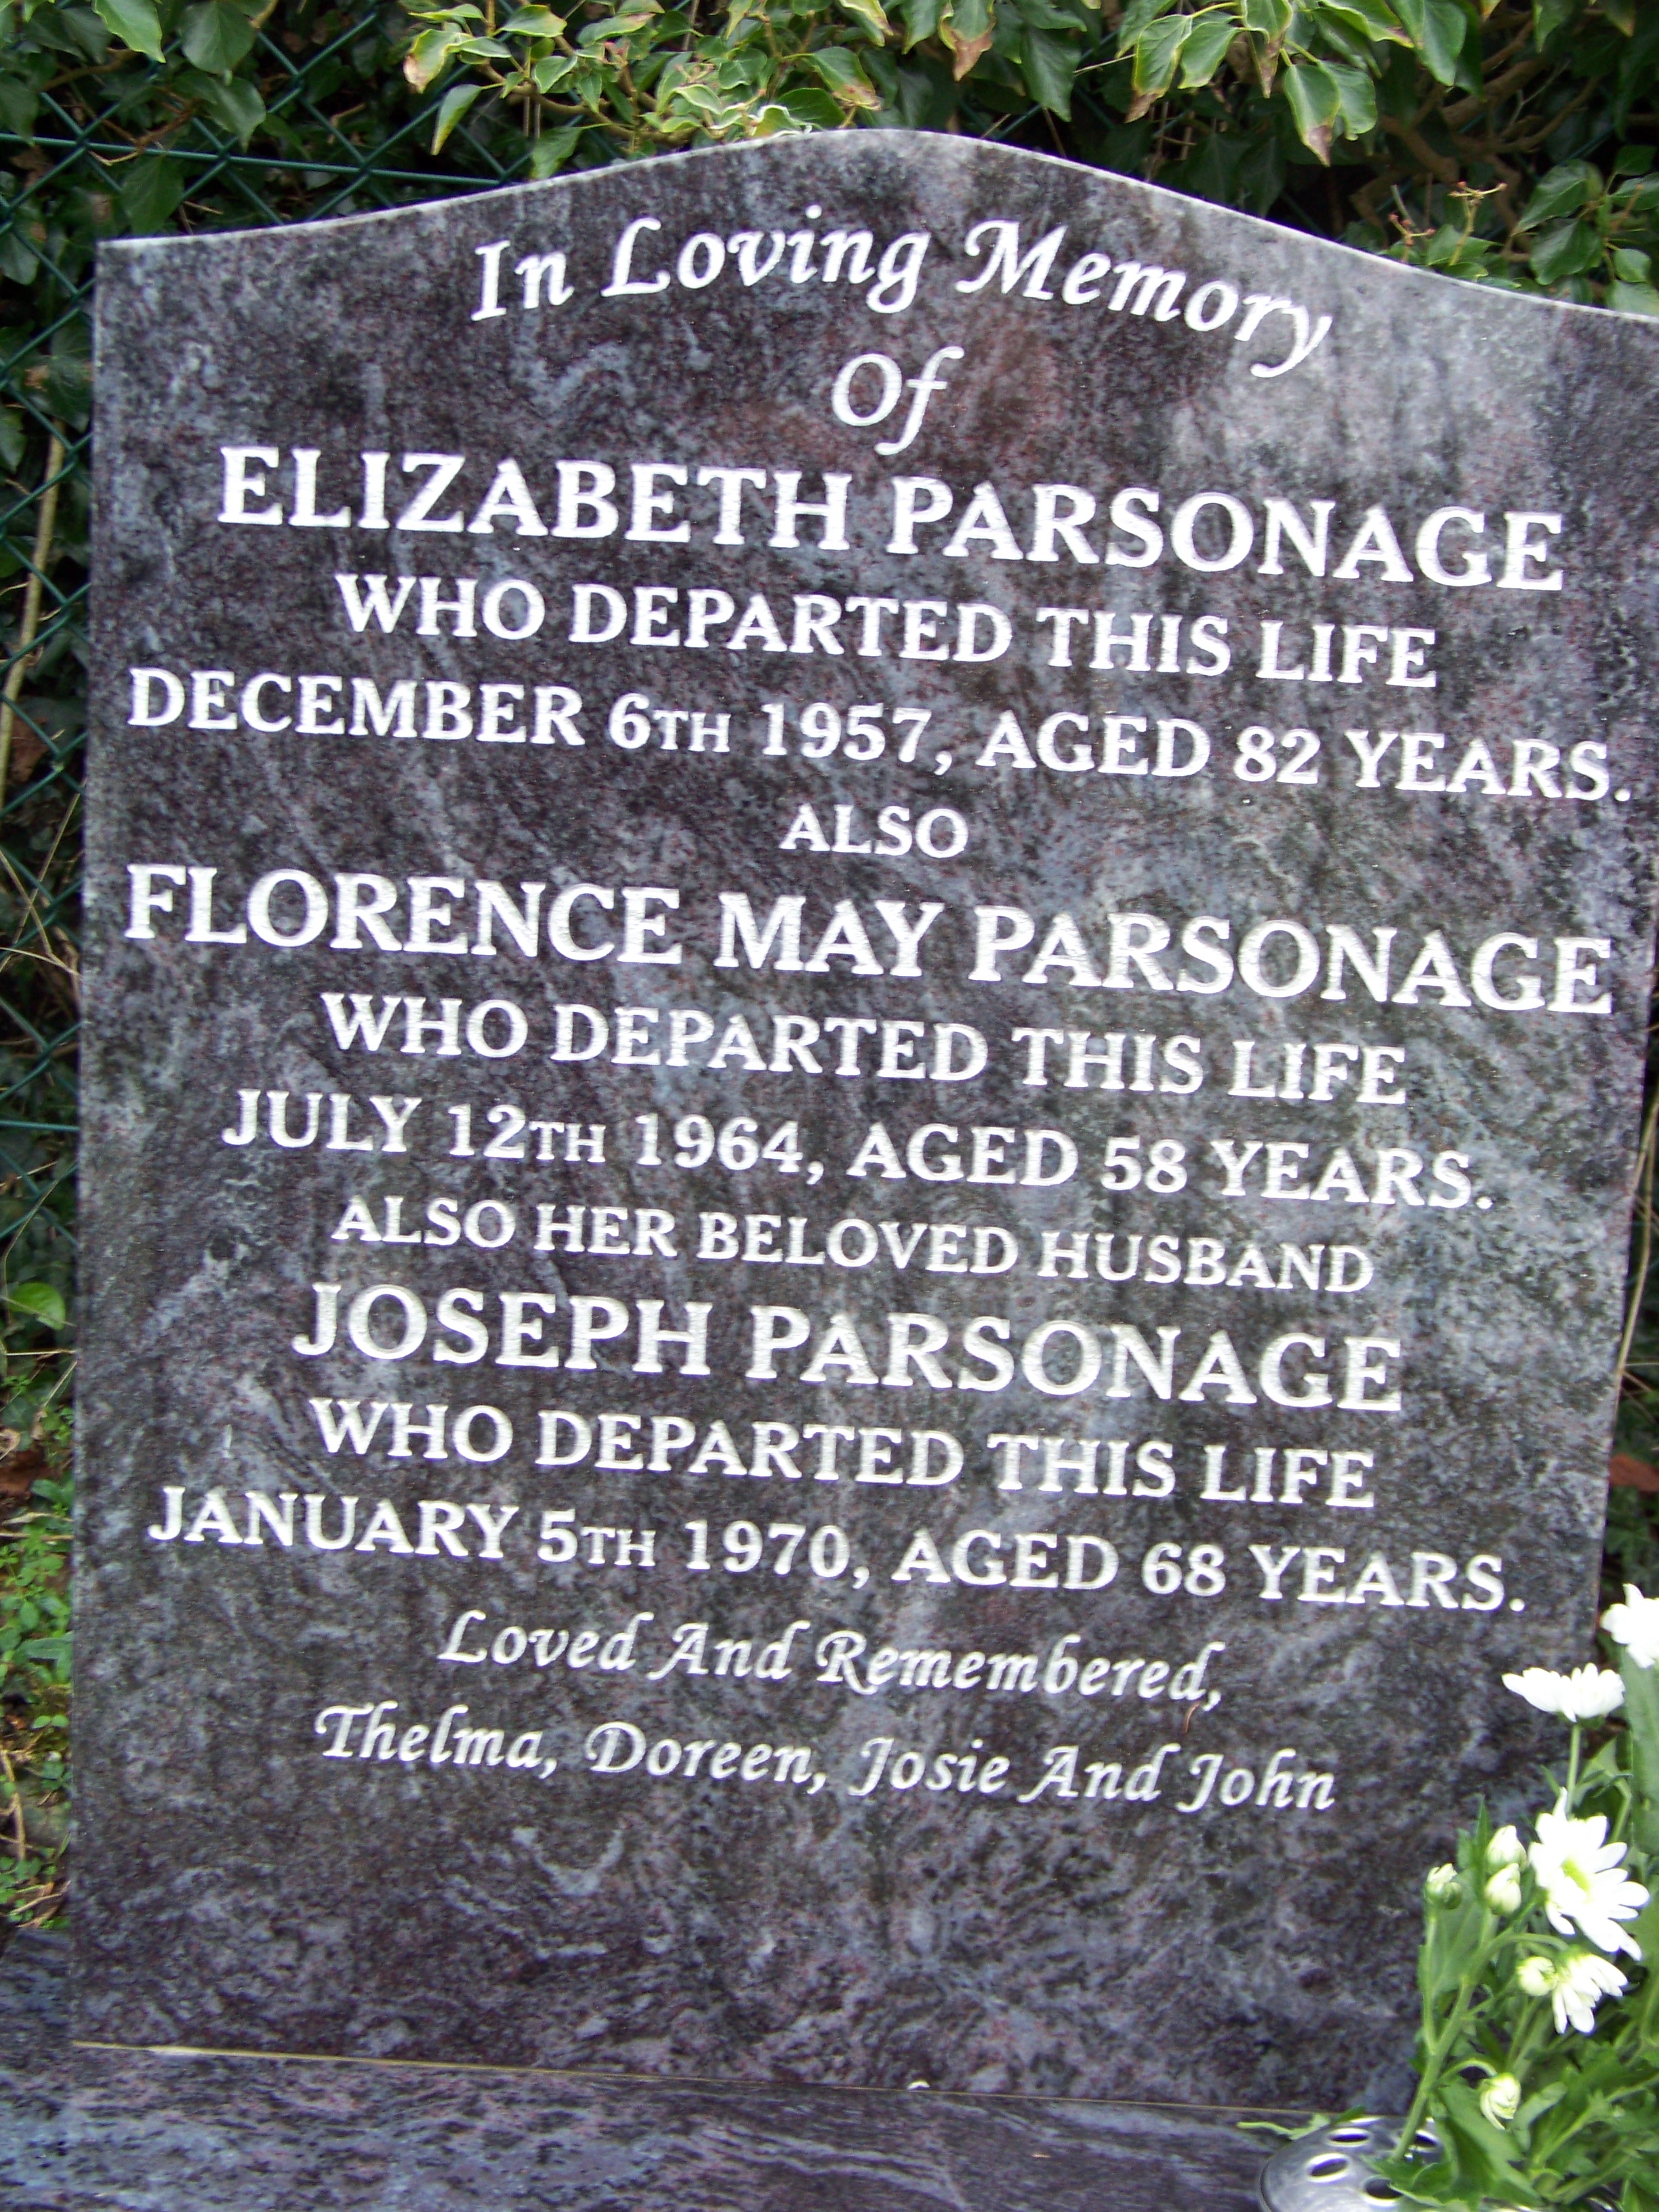 In Loving Memory
Of
ELIZABETH PARSONAGE
WHO DEPARTED THIS LIFE
DECEMBER 6TH 1957, AGED 82 YEARS.
ALSO
FLORENCE MAY PARSONAGE
WHO DEPARTED THIS LIFE
JULY 12TH 1964, AGED 58 YEARS.
ALSO HER BELOVED HUSBAND
JOSEPH PARSONAGE
WHO DEPARTED THIS LIFE
JANUARY 5TH 1970, AGED 68 YEARS.
Loved And Remembered,
Thelma, Doreen, Josie And John